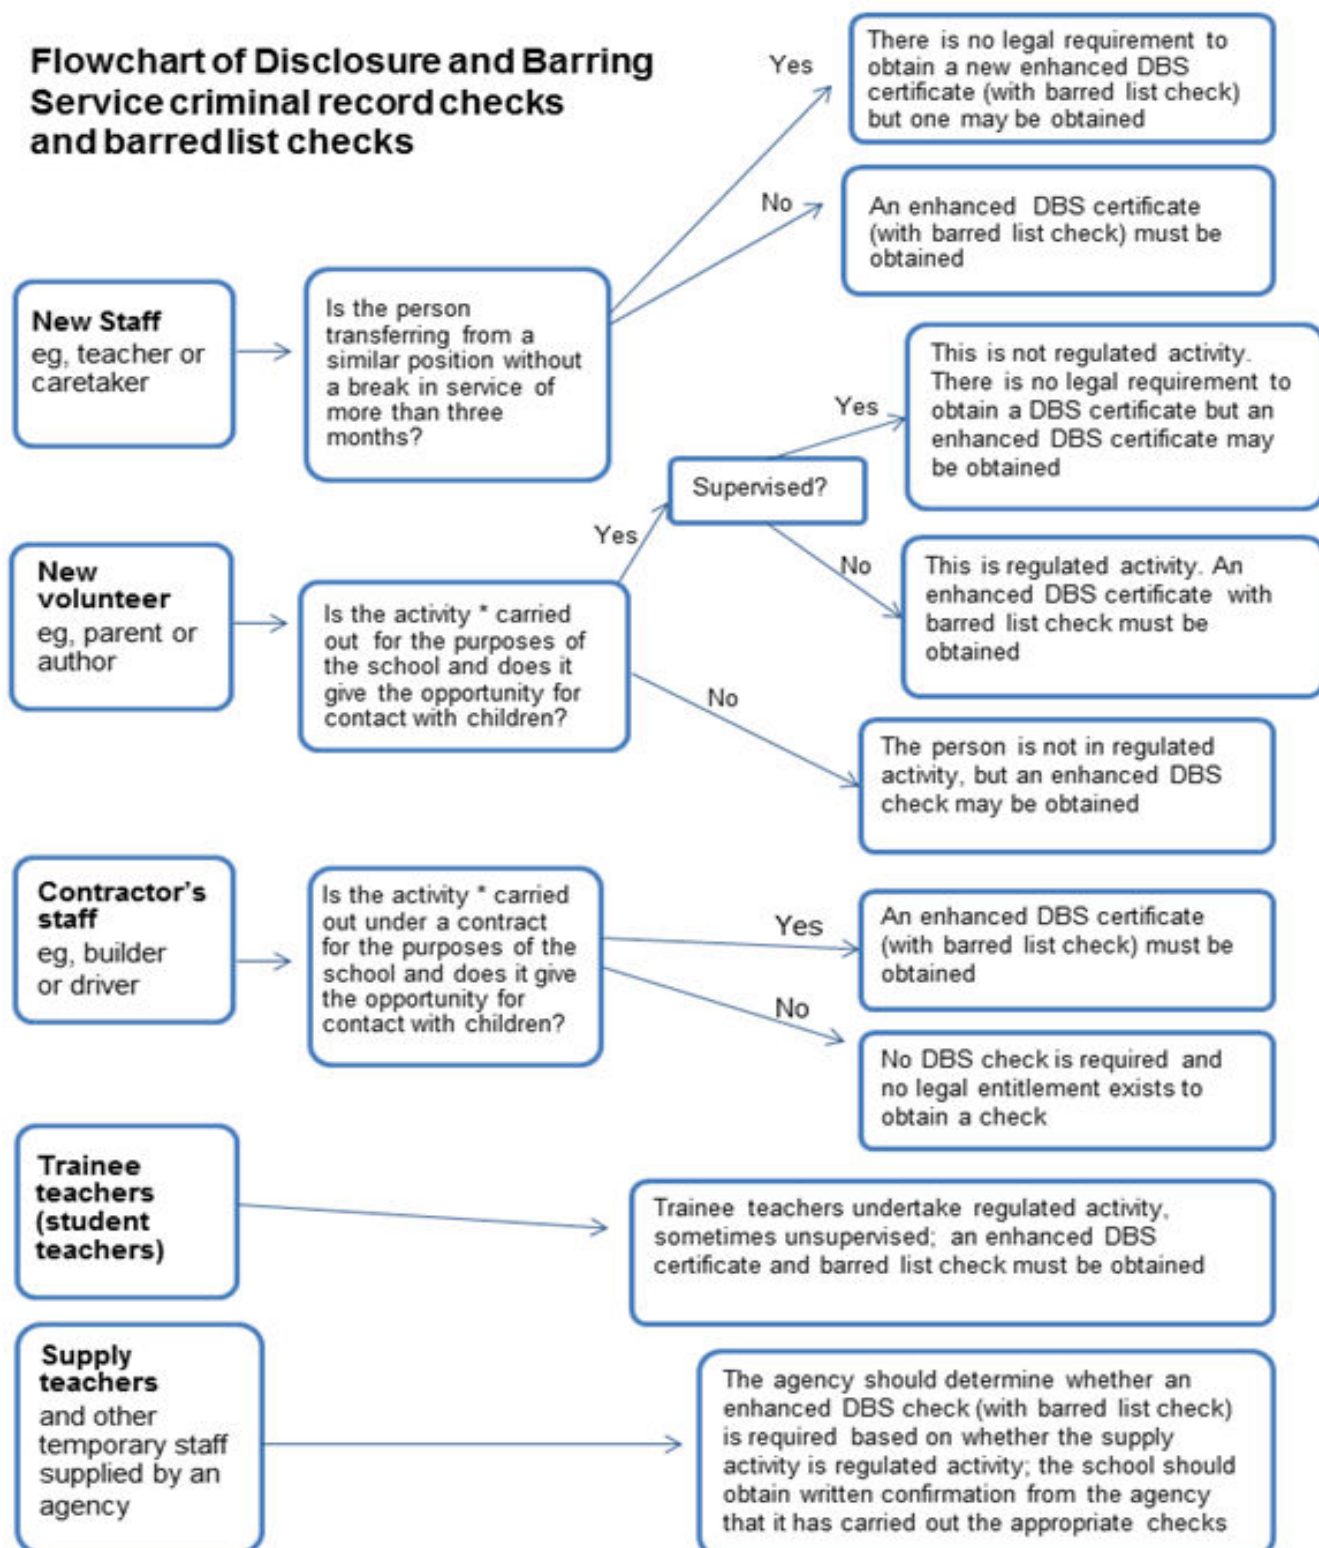 Flowchart of Disclosure and Barring
Service criminal record checks
and barred list checks
New Staff
eg, teacher or
caretaker
Is the person
transferring from a
similar position without
a break in service of
more than three
months?
Yes
There is no legal requirement to
obtain a new enhanced DBS
certificate (with barred list check)
but one may be obtained
No
An enhanced DBS certificate
(with barred list check) must be
obtained
New
volunteer
eg, parent or
author
Is the activity * carried
out for the purposes of
the school and does it
give the opportunity for
contact with children?
Yes
Supervised?
Yes
This is not regulated activity.
There is no legal requirement to
obtain a DBS certificate but an
enhanced DBS certificate may
be obtained
No
This is regulated activity. An
enhanced DBS certificate with
barred list check must be
obtained
No
The person is not in regulated
activity, but an enhanced DBS
check may be obtained
Contractor's
staff
eg, builder
or driver
Is the activity * carried
out under a contract
for the purposes of the
school and does it give
the opportunity for
contact with children?
Yes
An enhanced DBS certificate
(with barred list check) must be
obtained
No
No DBS check is required and
no legal entitlement exists to
obtain a check
Trainee
teachers
(student
teachers)
Trainee teachers undertake regulated activity,
sometimes unsupervised; an enhanced DBS
certificate and barred list check must be obtained
Supply
teachers
and other
temporary staff
supplied by an
agency
The agency should determine whether an
enhanced DBS check (with barred list check)
is required based on whether the supply
activity is regulated activity; the school should
obtain written confirmation from the agency
that it has carried out the appropriate checks